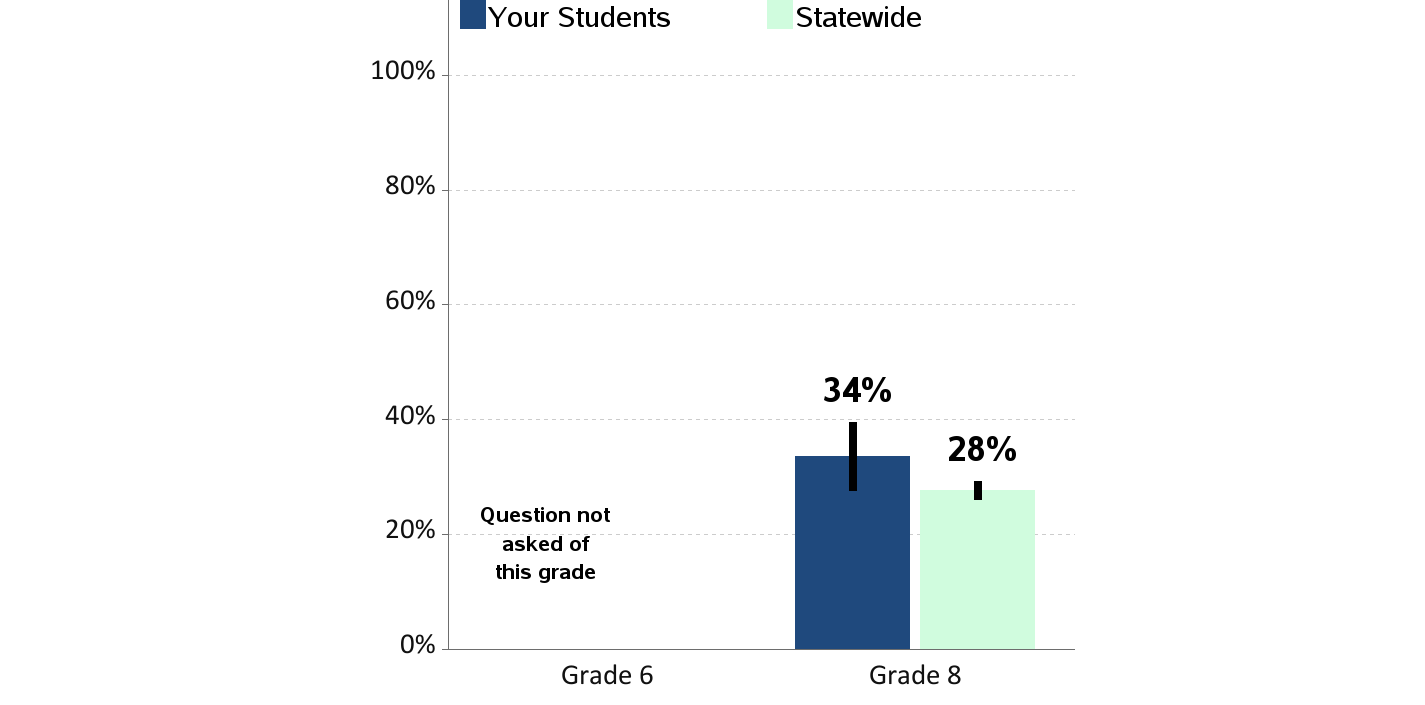 Your Students Statewide
100%
80%
60%
40%
20%
0%
34%
28%
Question not
asked of
this grade
Grade 6 Grade 8